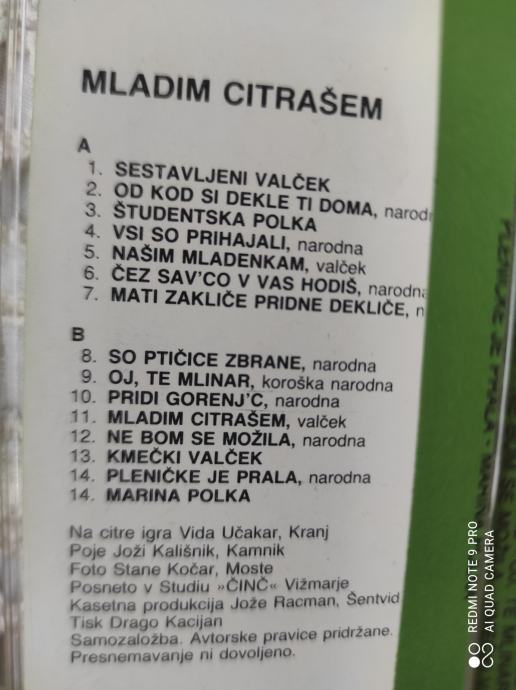 MLADIM CITRAŠEM
A
1. SESTAVLJENI VALČEK
2. OD KOD SI DEKLE TI DOMA, narod
3. ŠTUDENTSKA POLKA
4. VSI SO PRIHAJALI, narodna
5. NAŠIM MLADENKAM, valček
6. ČEZ SAV'CO V VAS HODIŠ, narodna
7. MATI ZAKLIČE PRIDNE DEKLIČE, n
B
8. SO PTIČICE ZBRANE, narodna
9. OJ, TE MLINAR, koroška narodna
10. PRIDI GORENJ'C, narodna
11. MLADIM CITRAŠEM, valček
12. NE BOM SE MOŽILA, narodna
13. KMEČKI VALČEK
14. PLENIČKE JE PRALA, narodna
14. MARINA POLKA
Na citre igra Vida Učakar, Kranj
Poje Joži Kališnik, Kamnik
Foto Stane Kočar, Moste
Posneto v Studiu »ČINČ« Vižmarje
Kasetna produkcija Jože Racman, Šentvid
Tisk Drago Kacijan
Samozaložba. Avtorske pravice pridržane.
Presnemavanje ni dovoljeno.
PLENIČKE JE PRALA
REDMI NOTE 9 PRO
AI QUAD CAMERA